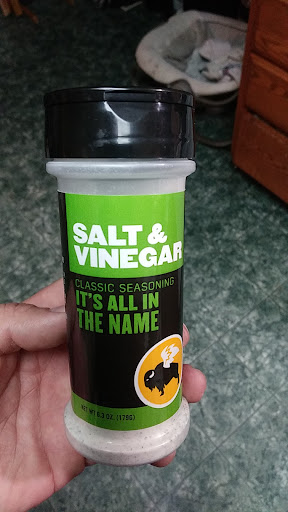 SALT &
VINEGAR
CLASSIC SEASONING
IT'S ALL IN
THE NAME
NET WT 6.3 OZ. (179G)